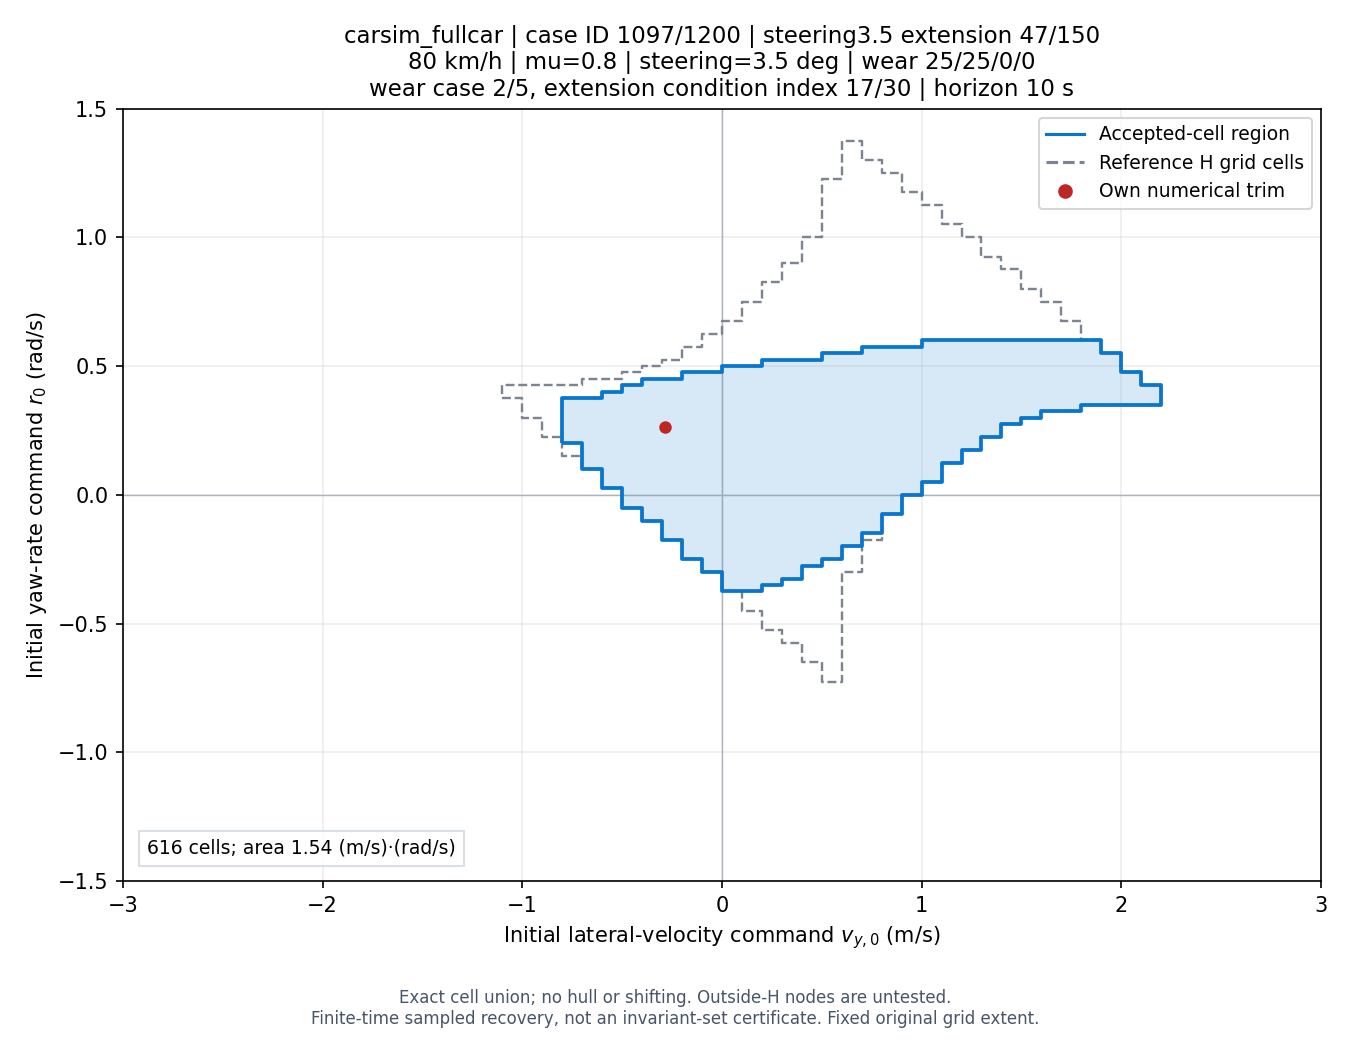 carsim_fullcar | case ID 1097/1200 | steering3.5 extension 47/150
80 km/h | mu=0.8 | steering=3.5 deg | wear 25/25/0/0
wear case 2/5, extension condition index 17/30 | horizon 10 s
Accepted-cell region
Reference H grid cells
Own numerical trim
1.5
1.0
0.5
0.0
−0.5
−1.0
−1.5
Initial yaw-rate command r₀ (rad/s)
616 cells; area 1.54 (m/s)·(rad/s)
−3
−2
−1
0
1
2
3
Initial lateral-velocity command v_{y,0} (m/s)
Exact cell union; no hull or shifting. Outside-H nodes are untested.
Finite-time sampled recovery, not an invariant-set certificate. Fixed original grid extent.